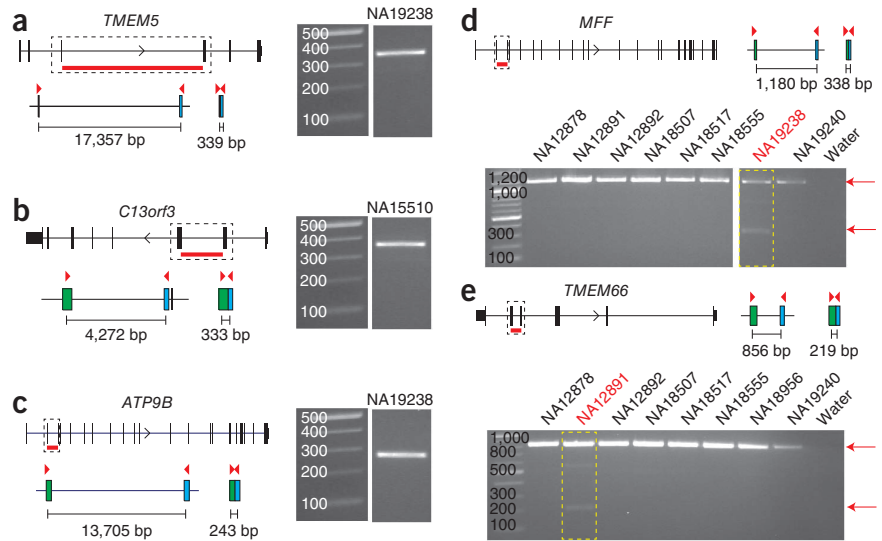 a
TMEM5
17,357 bp
339 bp
NA19238
500
400
300
200
100
b
C13orf3
4,272 bp
333 bp
NA15510
500
400
300
200
100
c
ATP9B
13,705 bp
243 bp
NA19238
500
400
300
200
100
d
MFF
1,180 bp
338 bp
NA12878
NA12891
NA12892
NA18507
NA18517
NA18555
NA19238
NA19240
Water
1,200
1,000
300
100
e
TMEM66
856 bp
219 bp
NA12878
NA12891
NA12892
NA18507
NA18517
NA18555
NA18956
NA19240
Water
1,000
800
500
300
200
100